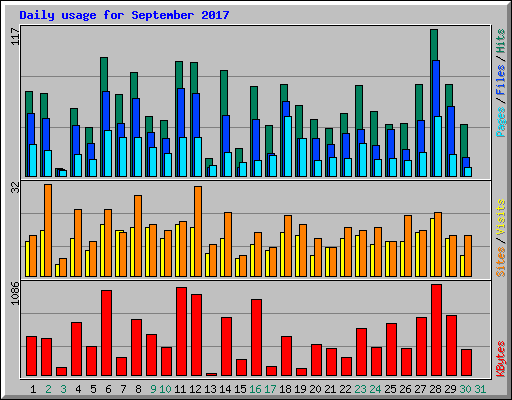 Daily usage for September 2017
117
Pages / Files / Hits
32
Sites / Visits
1086
KBytes
1 2 3 4 5 6 7 8 9 10 11 12 13 14 15 16 17 18 19 20 21 22 23 24 25 26 27 28 29 30 31